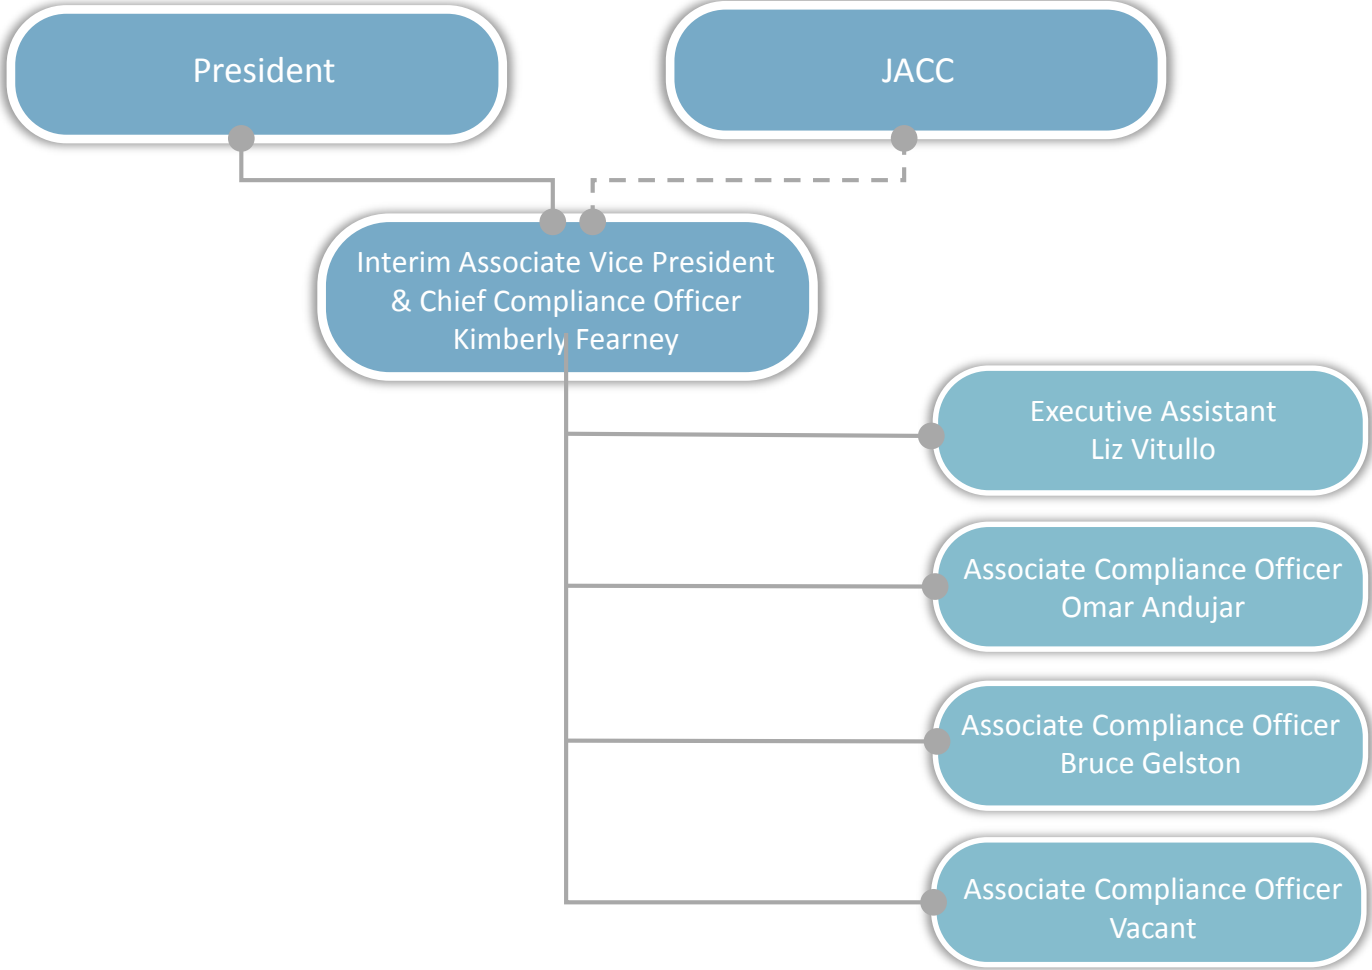 President
JACC
Interim Associate Vice President
& Chief Compliance Officer
Kimberly Fearney
Executive Assistant
Liz Vitullo
Associate Compliance Officer
Omar Andujar
Associate Compliance Officer
Bruce Gelston
Associate Compliance Officer
Vacant